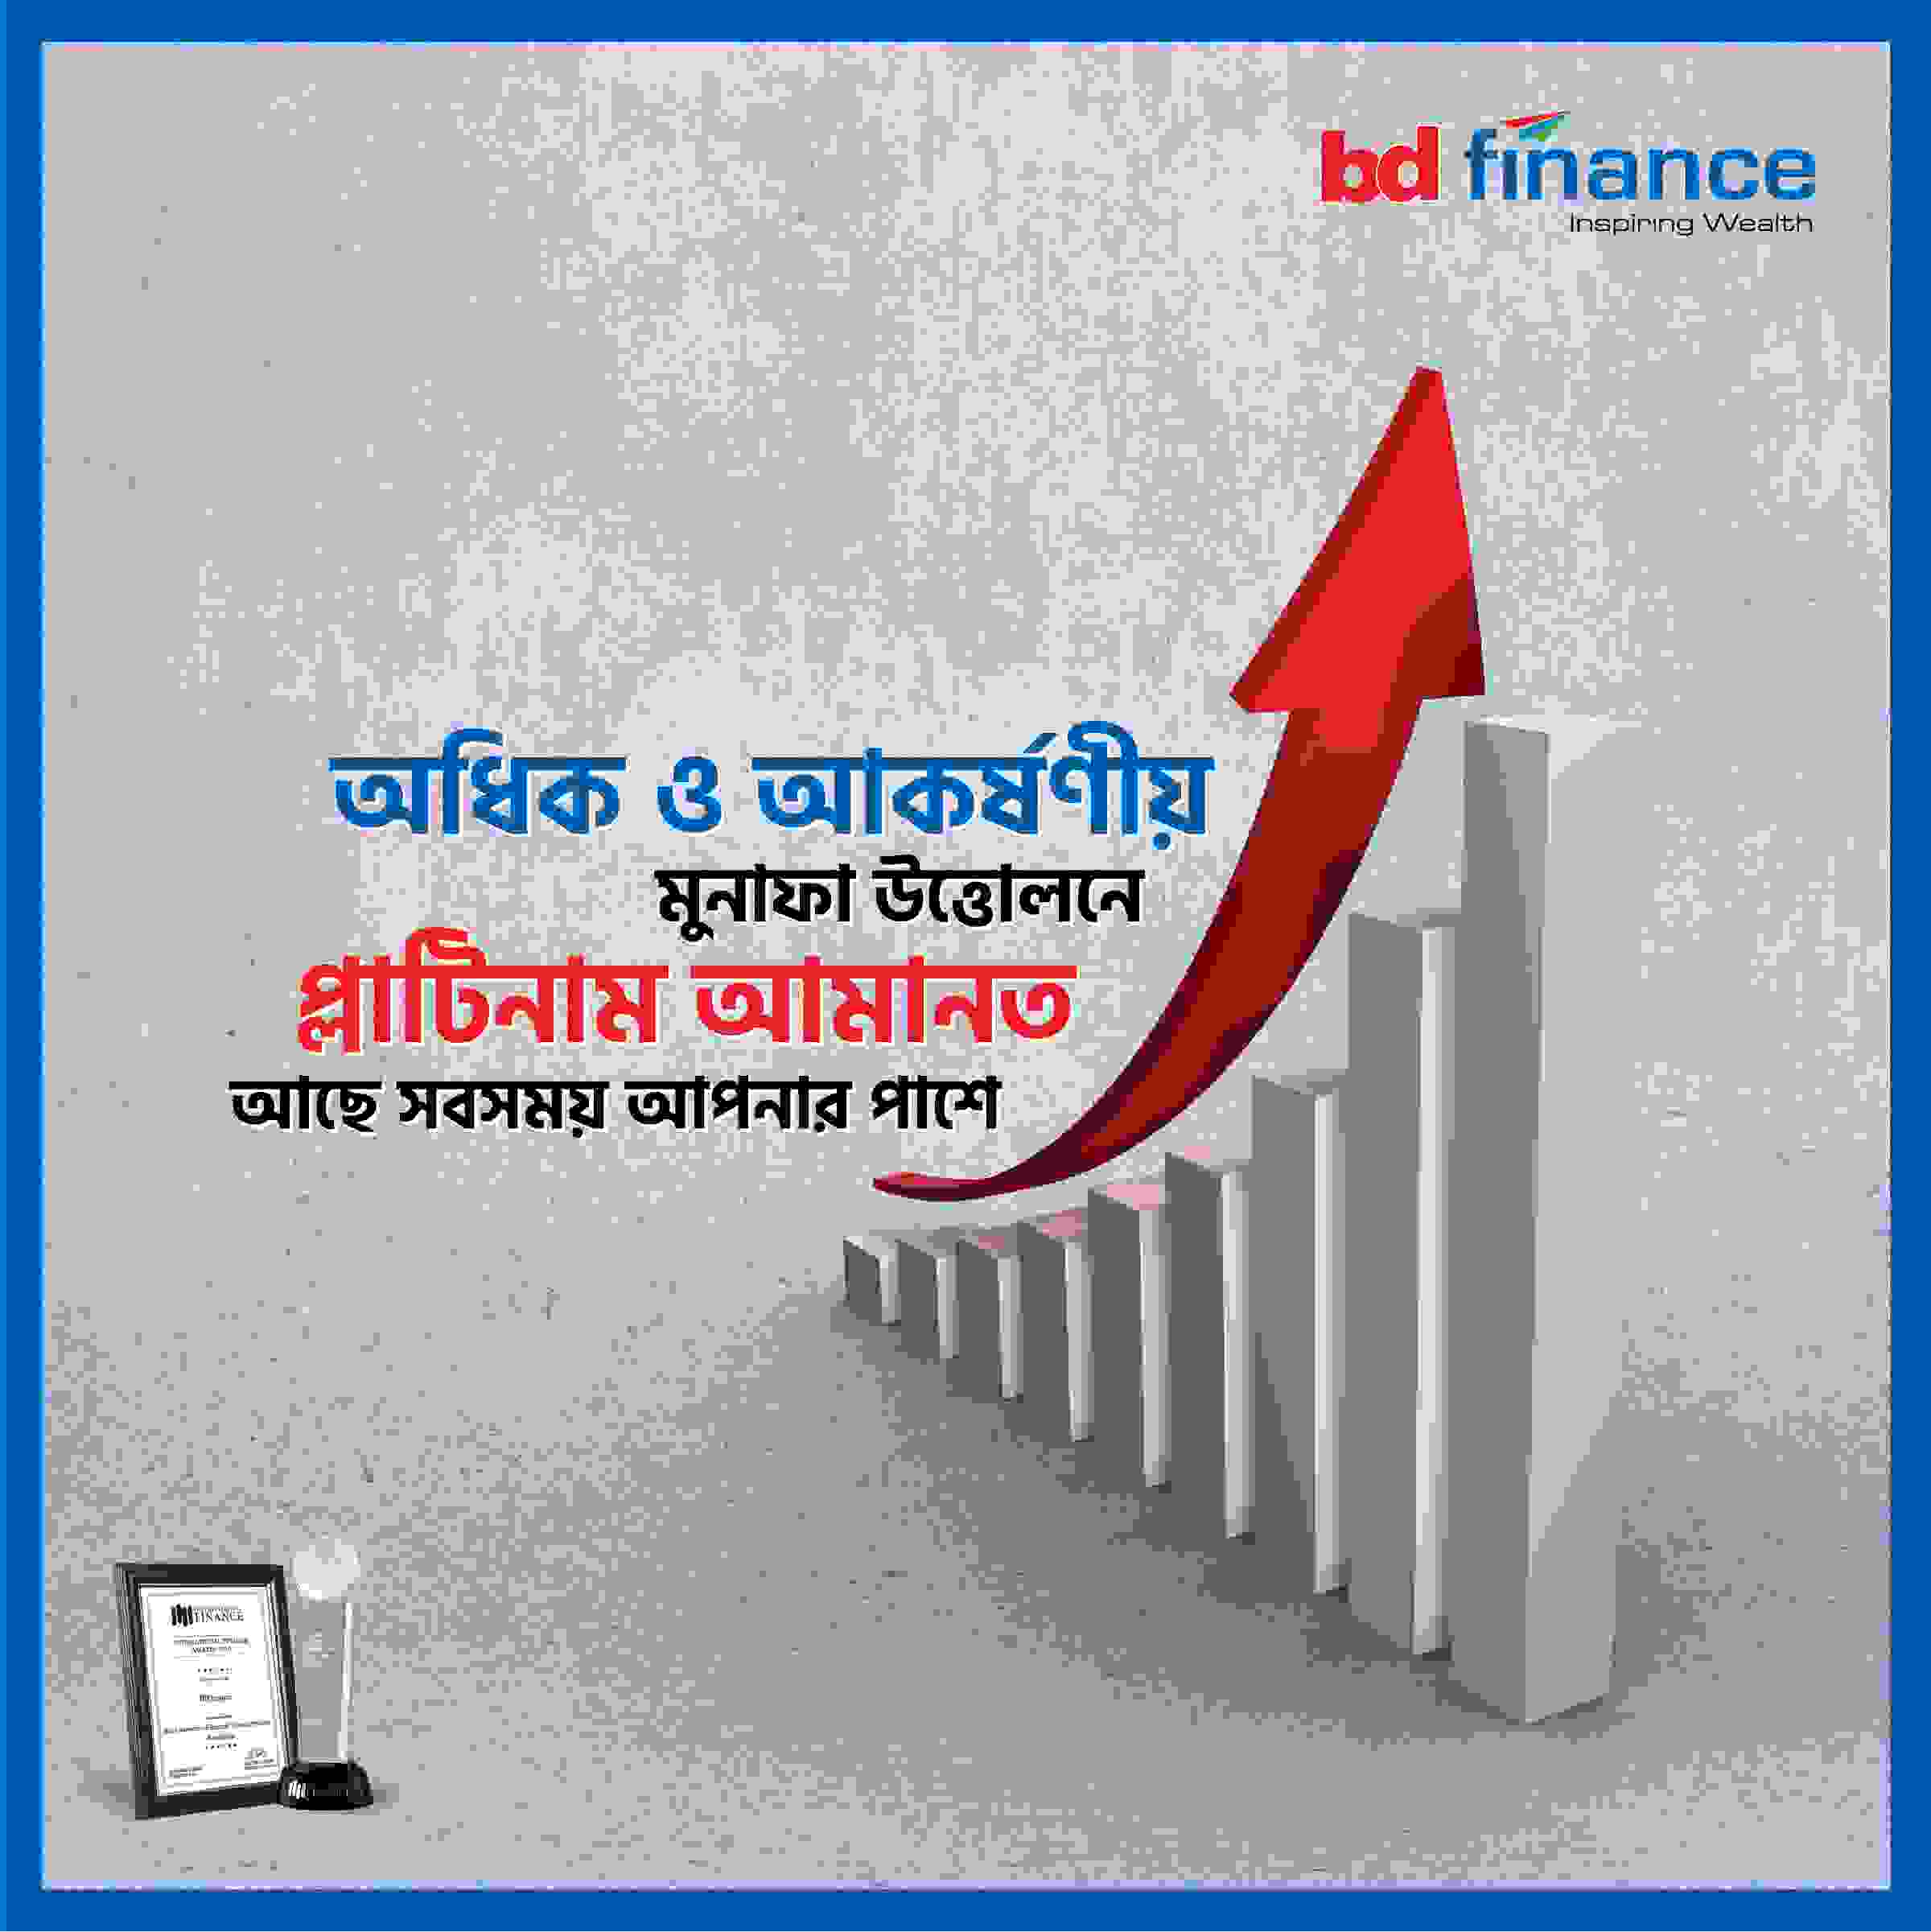 bd finance
Inspiring Wealth
অধিক ও আকর্ষণীয়
মুনাফা উত্তোলনে
প্লাটিনাম আমানত
আছে সবসময় আপনার পাশে
FINANCE